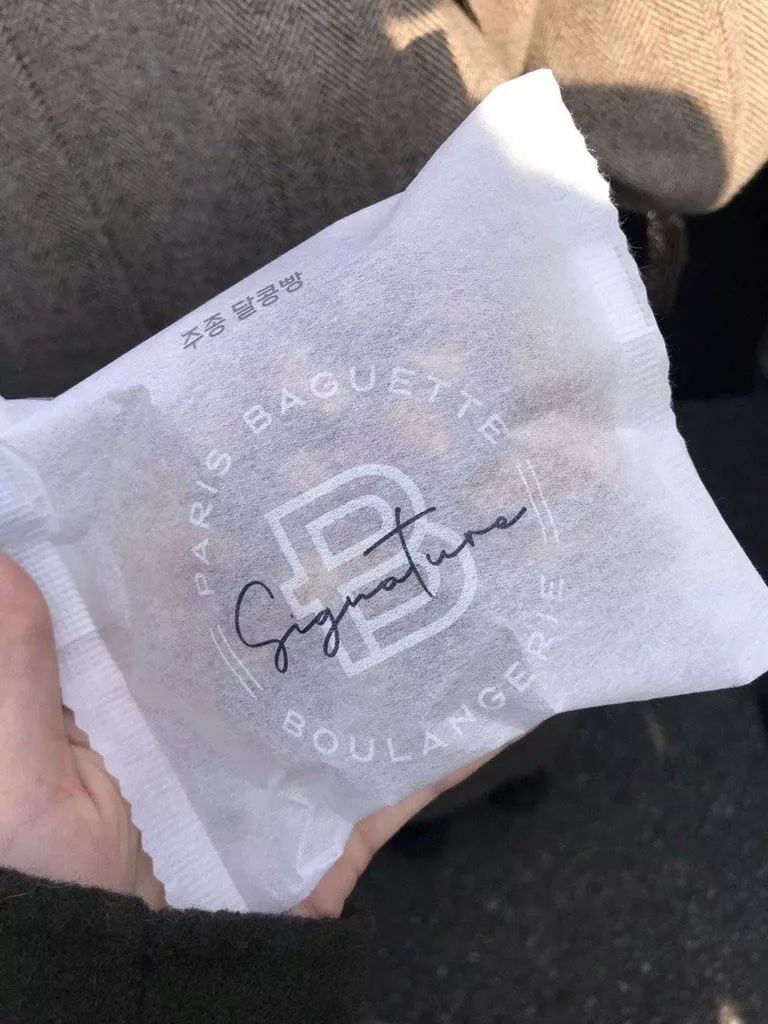 주종 달콩빵
PARIS BAGUETTE
B
Signature
BOULANGERIE